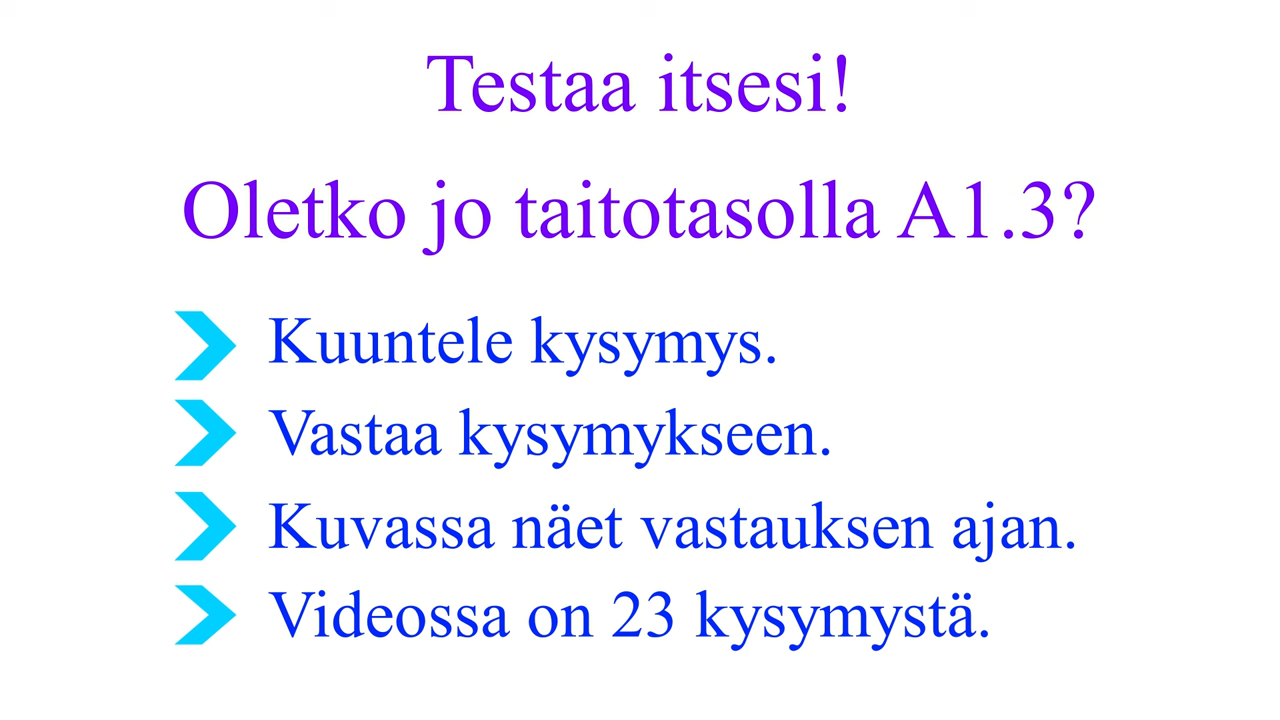 Testaa itsesi!
Oletko jo taitotasolla A1.3?
Kuuntele kysymys.
Vastaa kysymykseen.
Kuvassa näet vastauksen ajan.
Videossa on 23 kysymystä.